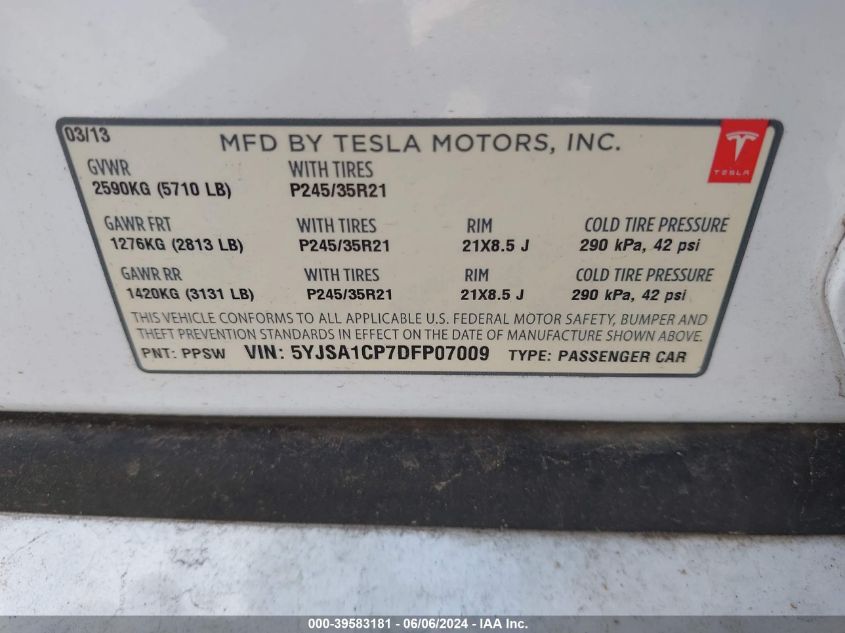 03/13
MFD BY TESLA MOTORS, INC.
TESLA
GVWR WITH TIRES
2590KG (5710 LB) P245/35R21
GAWR FRT WITH TIRES RIM COLD TIRE PRESSURE
1276KG (2813 LB) P245/35R21 21X8.5 J 290 kPa, 42 psi
GAWR RR WITH TIRES RIM COLD TIRE PRESSURE
1420KG (3131 LB) P245/35R21 21X8.5 J 290 kPa, 42 psi
THIS VEHICLE CONFORMS TO ALL APPLICABLE U.S. FEDERAL MOTOR SAFETY, BUMPER AND
THEFT PREVENTION STANDARDS IN EFFECT ON THE DATE OF MANUFACTURE SHOWN ABOVE.
PNT: PPSW VIN: 5YJSA1CP7DFP07009 TYPE: PASSENGER CAR
000-39583181 - 06/06/2024 - IAA Inc.